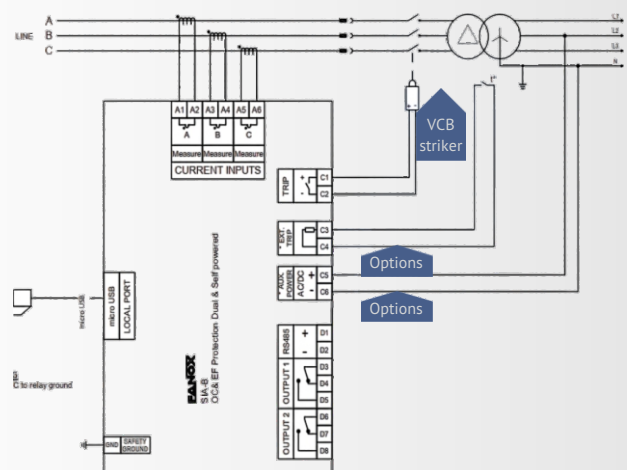 A
LINE B
C
L1
L2
L3
N
A1 A2 A3 A4 A5 A6
A B C
Measure Measure Measure
CURRENT INPUTS
VCB
striker
t°
TRIP + - C1 C2
* EXT. TRIP C3 C4
Options
* AUX. POWER AC/DC + - C5 C6
Options
micro USB
micro USB
LOCAL PORT
FANOX
SIA-B
OC& EF Protection Dual & Self powered
RS485 + - D1 D2
OUTPUT 1 D3 D4 D5
OUTPUT 2 D6 D7 D8
C to relay ground
GND SAFETY GROUND